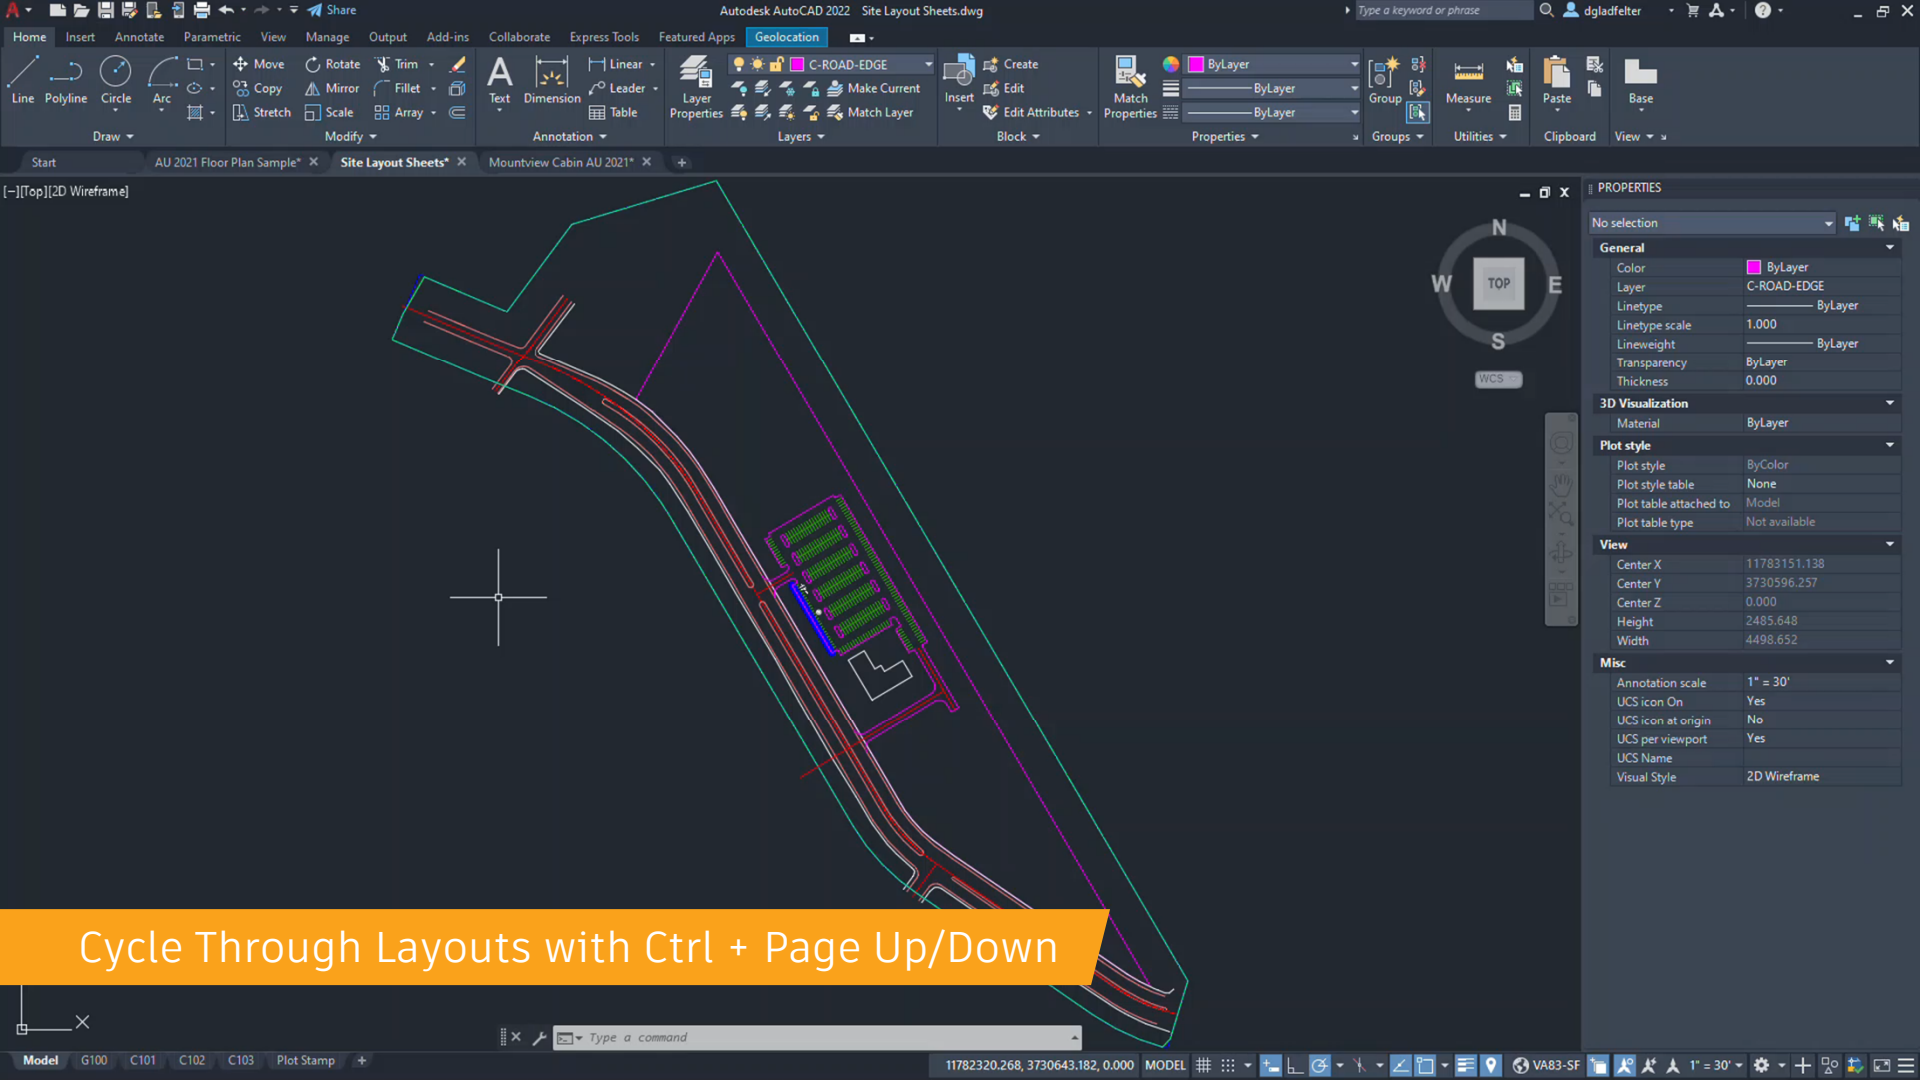 Share
Autodesk AutoCAD 2022 Site Layout Sheets.dwg
Type a keyword or phrase
dgladfelter
Home Insert Annotate Parametric View Manage Output Add-ins Collaborate Express Tools Featured Apps Geolocation
Line Polyline Circle Arc
Move Rotate Trim
Copy Mirror Fillet
Stretch Scale Array
Text Dimension
Linear
Leader
Table
Layer
Properties
C-ROAD-EDGE
Make Current
Match Layer
Insert
Create
Edit
Edit Attributes
Match
Properties
ByLayer
ByLayer
ByLayer
Group
Measure
Paste
Base
Draw Modify Annotation Layers Block Properties Groups Utilities Clipboard View
Start AU 2021 Floor Plan Sample* Site Layout Sheets* Mountview Cabin AU 2021*
[−][Top][2D Wireframe]
N
W TOP E
S
WCS
PROPERTIES
No selection
General
Color ByLayer
Layer C-ROAD-EDGE
Linetype ByLayer
Linetype scale 1.000
Lineweight ByLayer
Transparency ByLayer
Thickness 0.000
3D Visualization
Material ByLayer
Plot style
Plot style ByColor
Plot style table None
Plot table attached to Model
Plot table type Not available
View
Center X 11783151.138
Center Y 3730596.257
Center Z 0.000
Height 2485.648
Width 4498.652
Misc
Annotation scale 1" = 30'
UCS icon On Yes
UCS icon at origin No
UCS per viewport Yes
UCS Name
Visual Style 2D Wireframe
Cycle Through Layouts with Ctrl + Page Up/Down
X
Type a command
Model G100 C101 C102 C103 Plot Stamp
11782320.268, 3730643.182, 0.000 MODEL VA83-SF 1" = 30'